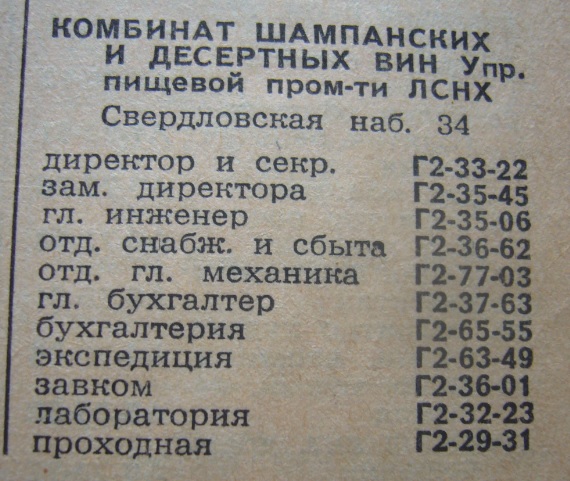 КОМБИНАТ ШАМПАНСКИХ
И ДЕСЕРТНЫХ ВИН Упр.
пищевой пром-ти ЛСНХ
Свердловская наб. 34
директор и секр. Г2-33-22
зам. директора Г2-35-45
гл. инженер Г2-35-06
отд. снабж. и сбыта Г2-36-62
отд. гл. механика Г2-77-03
гл. бухгалтер Г2-37-63
бухгалтерия Г2-65-55
экспедиция Г2-63-49
завком Г2-36-01
лаборатория Г2-32-23
проходная Г2-29-31